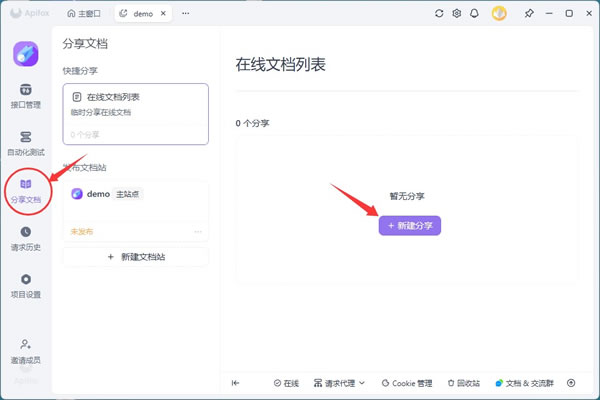 Apifox
主窗口
demo
分享文档
快捷分享
在线文档列表
临时分享在线文档
0 个分享
发布文档站
demo 主站点
未发布
+ 新建文档站
接口管理
自动化测试
分享文档
请求历史
项目设置
邀请成员
Apifox
在线文档列表
0 个分享
暂无分享
+ 新建分享
在线
请求代理
Cookie 管理
回收站
文档 & 交流群